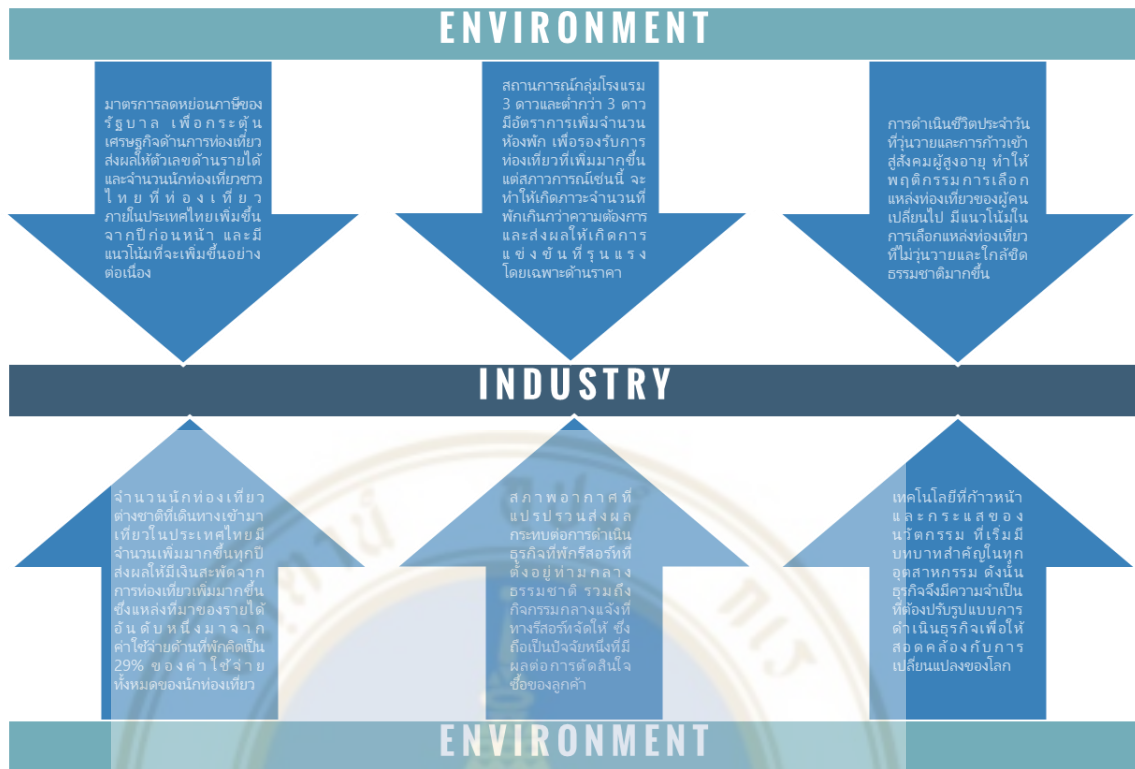 ENVIRONMENT
มาตรการลดหย่อนภาษีของ
รัฐบาล เพื่อกระตุ้น
เศรษฐกิจด้านการท่องเที่ยว
ส่งผลให้ตัวเลขด้านรายได้
และจำนวนนักท่องเที่ยวชาว
ไทยที่ท่องเที่ยว
ภายในประเทศไทยเพิ่มขึ้น
จากปีก่อนหน้า และมี
แนวโน้มที่จะเพิ่มขึ้นอย่าง
ต่อเนื่อง
สถานการณ์กลุ่มโรงแรม
3 ดาวและต่ำกว่า 3 ดาว
มีอัตราการเพิ่มจำนวน
ห้องพัก เพื่อรองรับการ
ท่องเที่ยวที่เพิ่มมากขึ้น
แต่สภาวการณ์เช่นนี้ จะ
ทำให้เกิดภาวะจำนวนที่
พักเกินกว่าความต้องการ
และส่งผลให้เกิดการ
แข่งขันที่รุนแรง
โดยเฉพาะด้านราคา
การดำเนินชีวิตประจำวัน
ที่วุ่นวายและการก้าวเข้า
สู่สังคมผู้สูงอายุ ทำให้
พฤติกรรมการเลือก
แหล่งท่องเที่ยวของผู้คน
เปลี่ยนไป มีแนวโน้มใน
การเลือกแหล่งท่องเที่ยว
ที่ไม่วุ่นวายและใกล้ชิด
ธรรมชาติมากขึ้น
INDUSTRY
จำนวนนักท่องเที่ยว
ต่างชาติที่เดินทางเข้ามา
เที่ยวในประเทศไทยมี
จำนวนเพิ่มมากขึ้นทุกปี
ส่งผลให้มีเงินสะพัดจาก
การท่องเที่ยวเพิ่มมากขึ้น
ซึ่งแหล่งที่มาของรายได้
อันดับหนึ่งมาจาก
ค่าใช้จ่ายด้านที่พักคิดเป็น
29% ของค่าใช้จ่าย
ทั้งหมดของนักท่องเที่ยว
สภาพอากาศที่
แปรปรวนส่งผล
กระทบต่อการดำเนิน
ธุรกิจที่พักรีสอร์ทที่
ตั้งอยู่ท่ามกลาง
ธรรมชาติ รวมถึง
กิจกรรมกลางแจ้งที่
ทางรีสอร์ทจัดให้ ซึ่ง
ถือเป็นปัจจัยหนึ่งที่มี
ผลต่อการตัดสินใจ
ซื้อของลูกค้า
เทคโนโลยีที่ก้าวหน้า
และกระแสของ
นวัตกรรม ที่เริ่มมี
บทบาทสำคัญในทุก
อุตสาหกรรม ดังนั้น
ธุรกิจจึงมีความจำเป็น
ที่ต้องปรับรูปแบบการ
ดำเนินธุรกิจเพื่อให้
สอดคล้องกับการ
เปลี่ยนแปลงของโลก
ENVIRONMENT